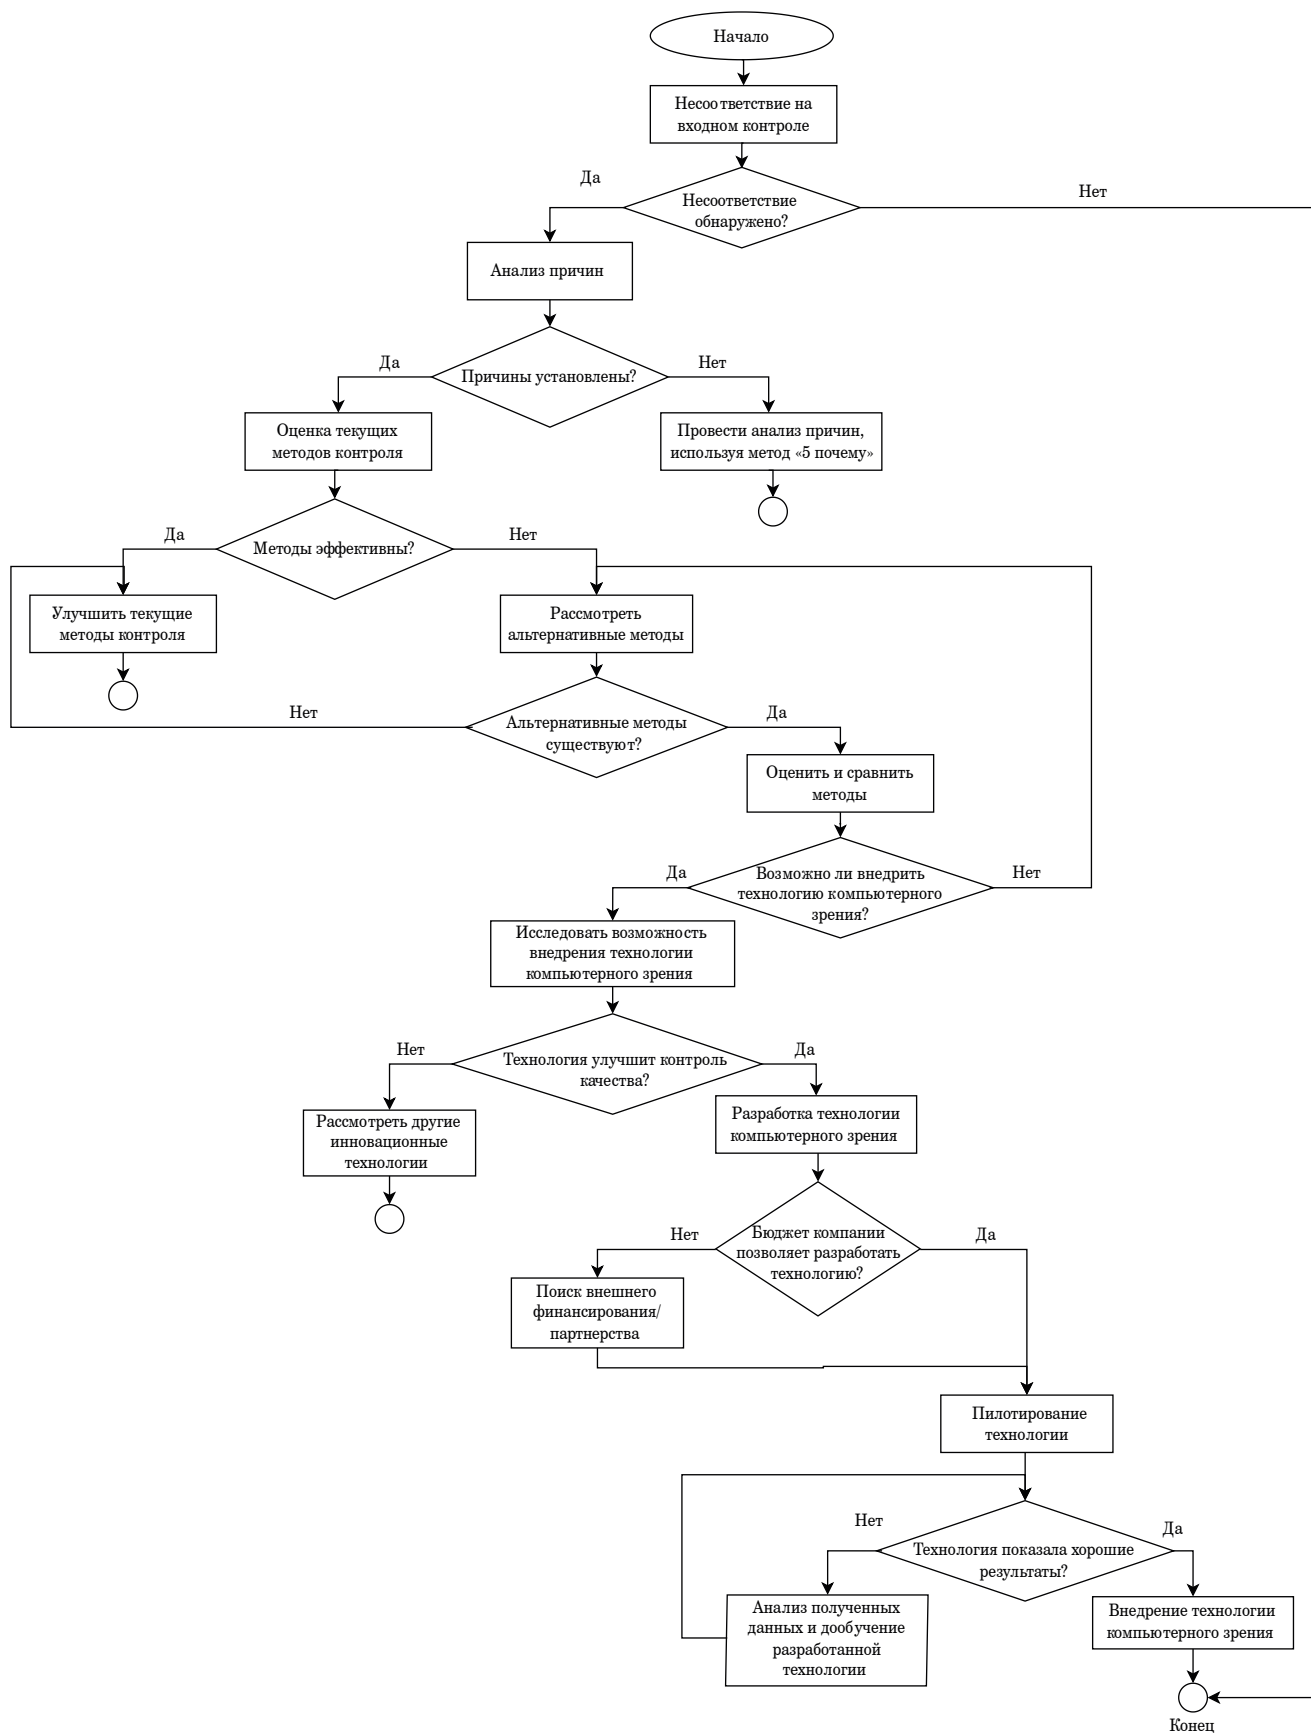 Начало
Несоответствие на
входном контроле
Да
Нет
Несоответствие
обнаружено?
Анализ причин
Да
Нет
Причины установлены?
Оценка текущих
методов контроля
Провести анализ причин,
используя метод «5 почему»
Да
Нет
Методы эффективны?
Улучшить текущие
методы контроля
Рассмотреть
альтернативные методы
Нет
Да
Альтернативные методы
существуют?
Оценить и сравнить
методы
Да
Нет
Возможно ли внедрить
технологию компьютерного
зрения?
Исследовать возможность
внедрения технологии
компьютерного зрения
Нет
Да
Технология улучшит контроль
качества?
Рассмотреть другие
инновационные
технологии
Разработка технологии
компьютерного зрения
Нет
Да
Бюджет компании
позволяет разработать
технологию?
Поиск внешнего
финансирования/
партнерства
Пилотирование
технологии
Нет
Да
Технология показала хорошие
результаты?
Анализ полученных
данных и дообучение
разработанной
технологии
Внедрение технологии
компьютерного зрения
Конец